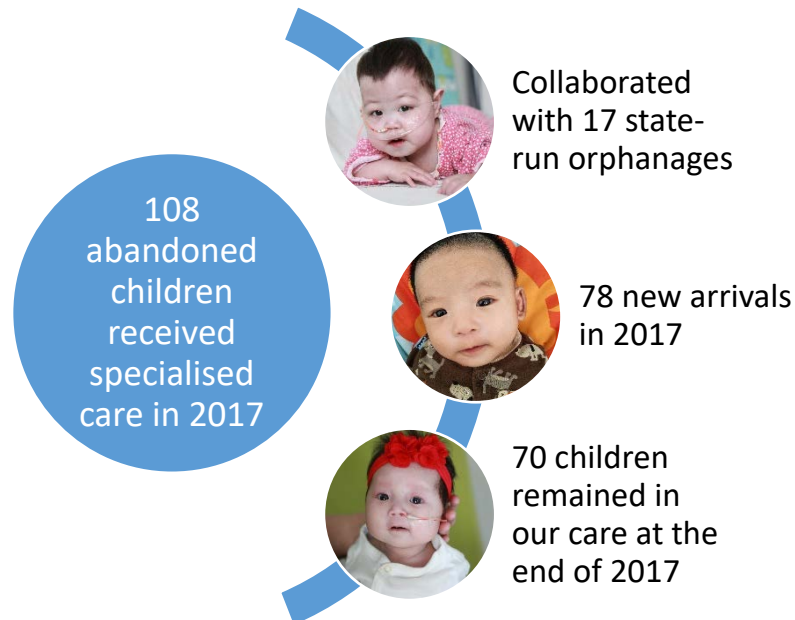 108
abandoned
children
received
specialised
care in 2017
Collaborated
with 17 state-
run orphanages
78 new arrivals
in 2017
70 children
remained in
our care at the
end of 2017